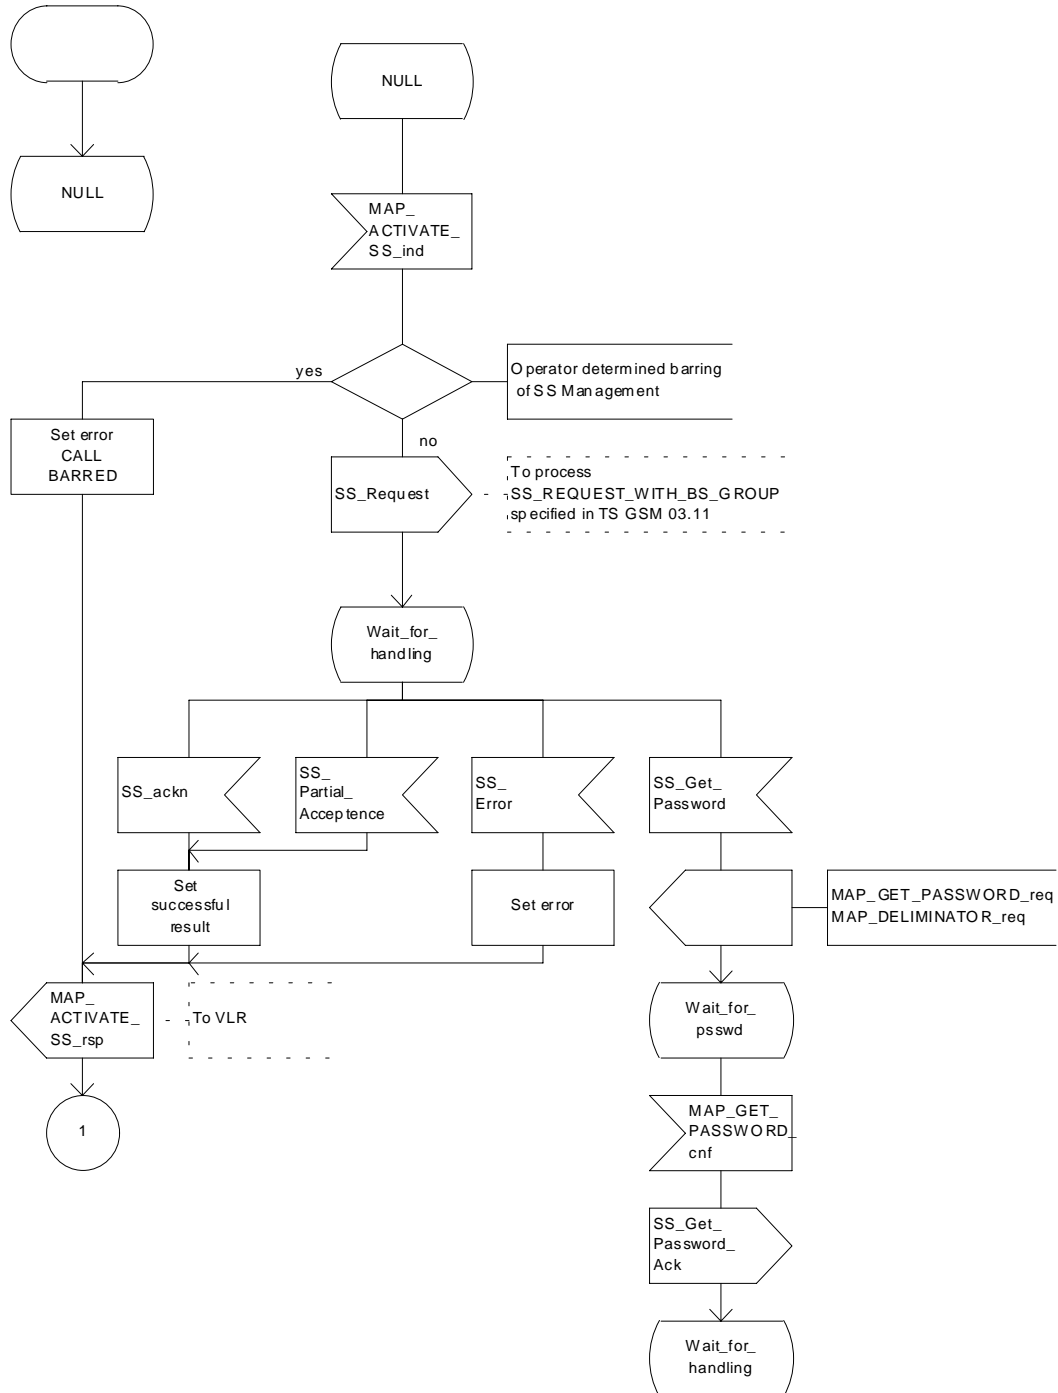 NULL
NULL
MAP_
ACTIVATE_
SS_ind
yes
Operator determined barring
of SS Management
Set error
CALL
BARRED
no
SS_Request
To process
SS_REQUEST_WITH_BS_GROUP
specified in TS GSM 03.11
Wait_for_
handling
SS_ackn
SS_
Partial_
Acceptence
SS_
Error
SS_Get_
Password
Set
successful
result
Set error
MAP_GET_PASSWORD_req
MAP_DELIMINATOR_req
MAP_
ACTIVATE_
SS_rsp
To VLR
Wait_for_
psswd
1
MAP_GET_
PASSWORD_
cnf
SS_Get_
Password_
Ack
Wait_for_
handling